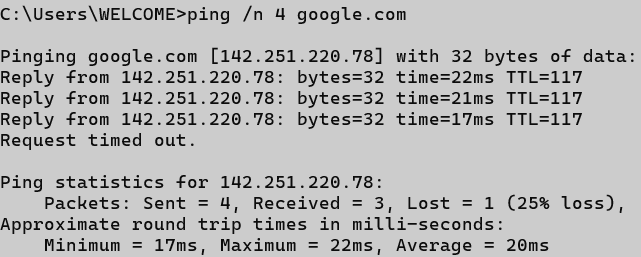 C:\Users\WELCOME>ping /n 4 google.com
Pinging google.com [142.251.220.78] with 32 bytes of data:
Reply from 142.251.220.78: bytes=32 time=22ms TTL=117
Reply from 142.251.220.78: bytes=32 time=21ms TTL=117
Reply from 142.251.220.78: bytes=32 time=17ms TTL=117
Request timed out.
Ping statistics for 142.251.220.78:
    Packets: Sent = 4, Received = 3, Lost = 1 (25% loss),
Approximate round trip times in milli-seconds:
    Minimum = 17ms, Maximum = 22ms, Average = 20ms